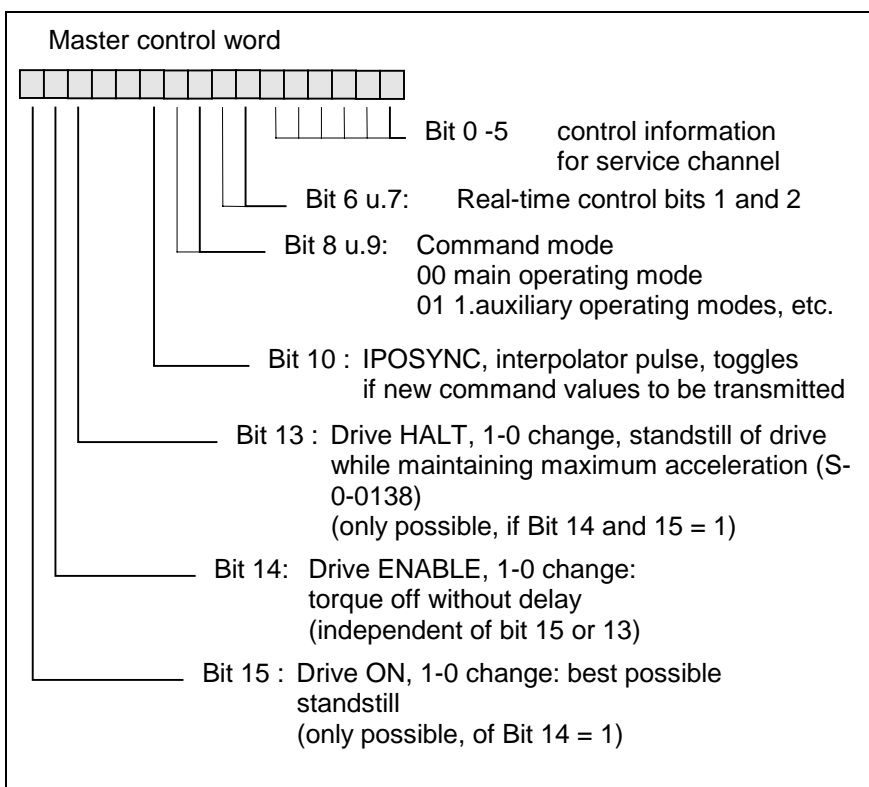 Master control word
Bit 0 -5 control information
for service channel
Bit 6 u.7: Real-time control bits 1 and 2
Bit 8 u.9: Command mode
00 main operating mode
01 1.auxiliary operating modes, etc.
Bit 10 : IPOSYNC, interpolator pulse, toggles
if new command values to be transmitted
Bit 13 : Drive HALT, 1-0 change, standstill of drive
while maintaining maximum acceleration (S-
0-0138)
(only possible, if Bit 14 and 15 = 1)
Bit 14: Drive ENABLE, 1-0 change:
torque off without delay
(independent of bit 15 or 13)
Bit 15 : Drive ON, 1-0 change: best possible
standstill
(only possible, of Bit 14 = 1)